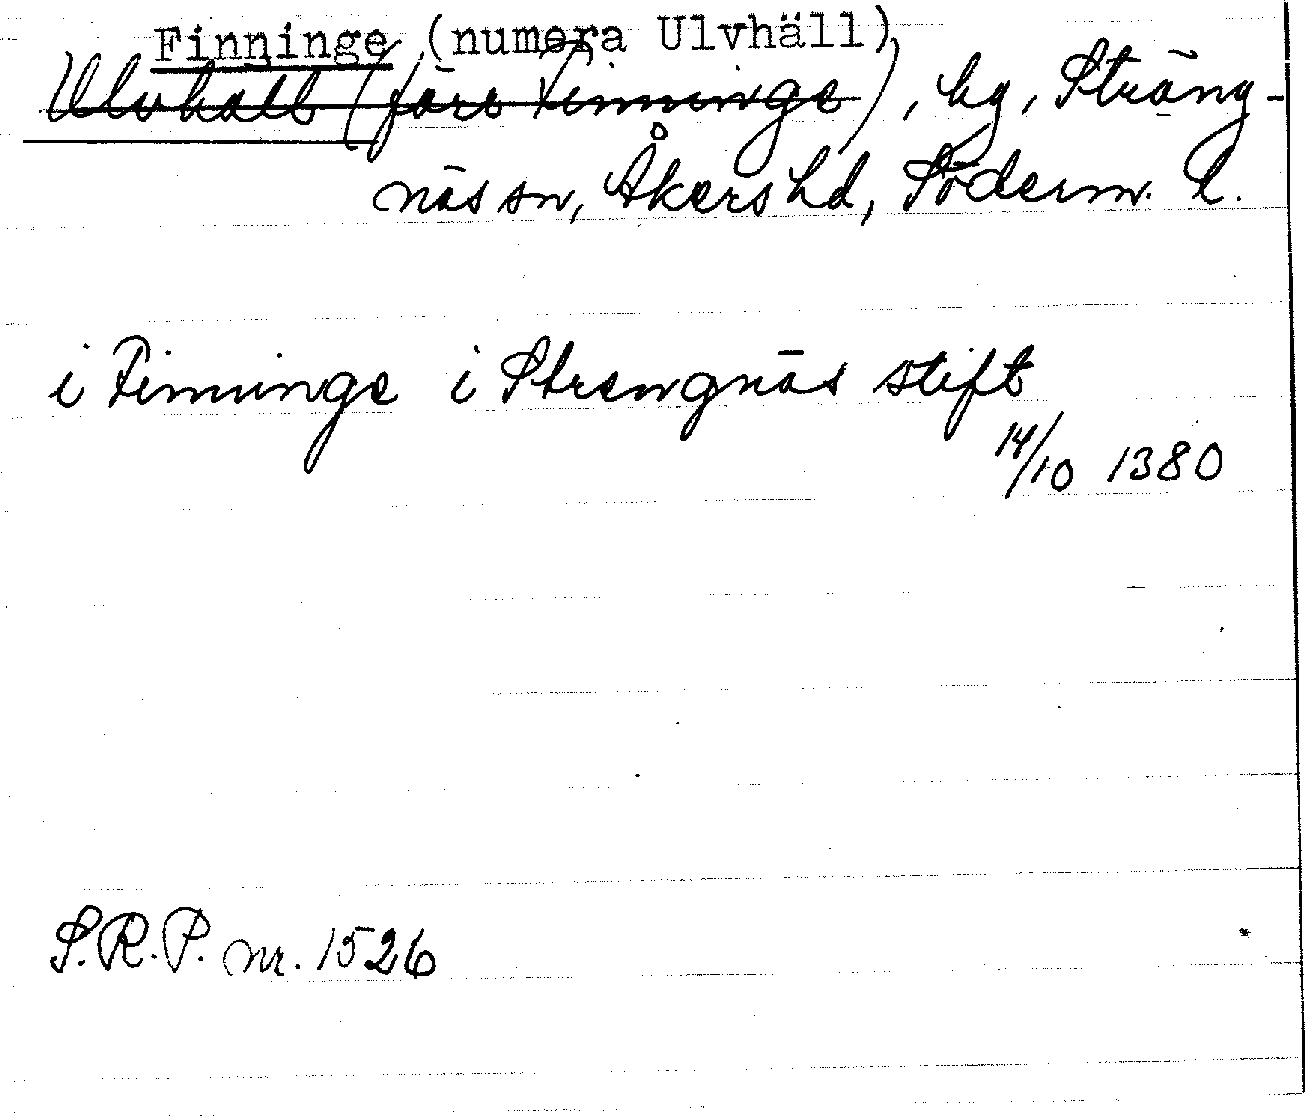 Finninge (numera Ulvhäll)
Ulvhäll (förr Finninge), hg, Sträng-
näs sn, Åkers hd, Söderm. l.
i Finninge i Strengnäs stift
14/10 1380
S.R.P. nr. 1526